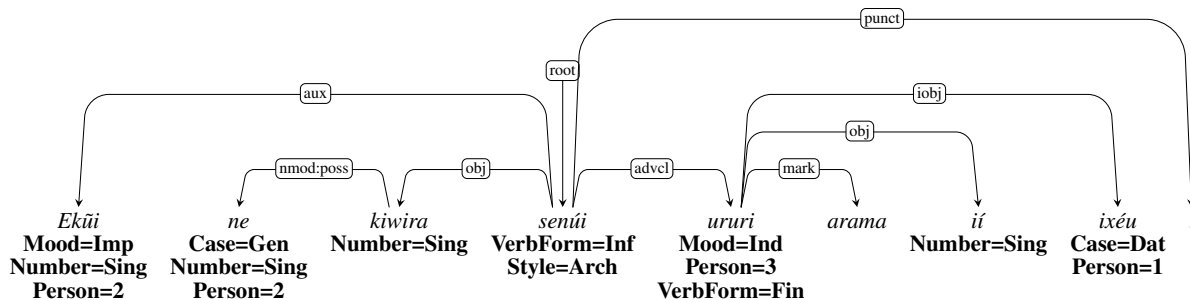 punct
root
aux
iobj
obj
nmod:poss obj advcl mark
Ekũi ne kiwira senúi ururi arama ií ixéu .
Mood=Imp Case=Gen Number=Sing VerbForm=Inf Mood=Ind Number=Sing Case=Dat
Number=Sing Number=Sing Style=Arch Person=3 Person=1
Person=2 Person=2 VerbForm=Fin